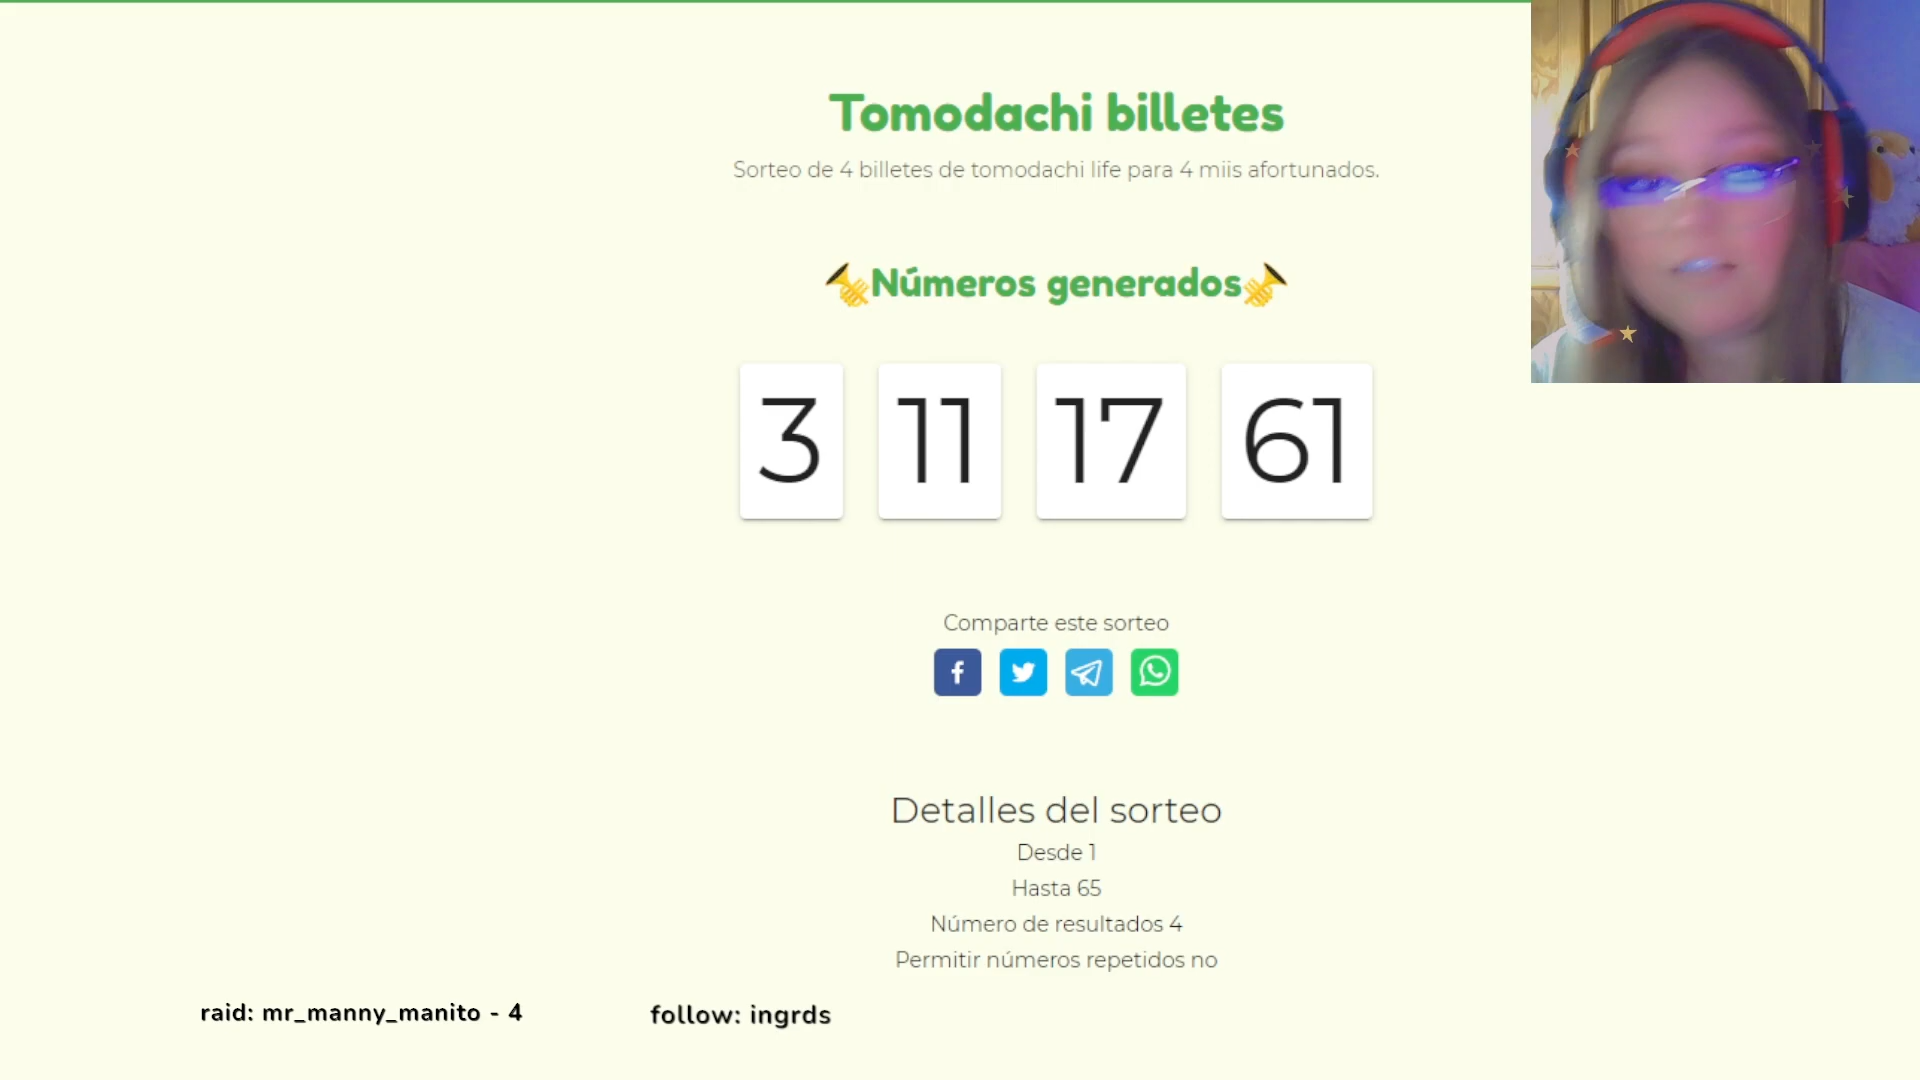 Tomodachi billetes
Sorteo de 4 billetes de tomodachi life para 4 miis afortunados.
Números generados
3 11 17 61
Comparte este sorteo
Detalles del sorteo
Desde 1
Hasta 65
Número de resultados 4
Permitir números repetidos no
raid: mr_manny_manito - 4
follow: ingrds